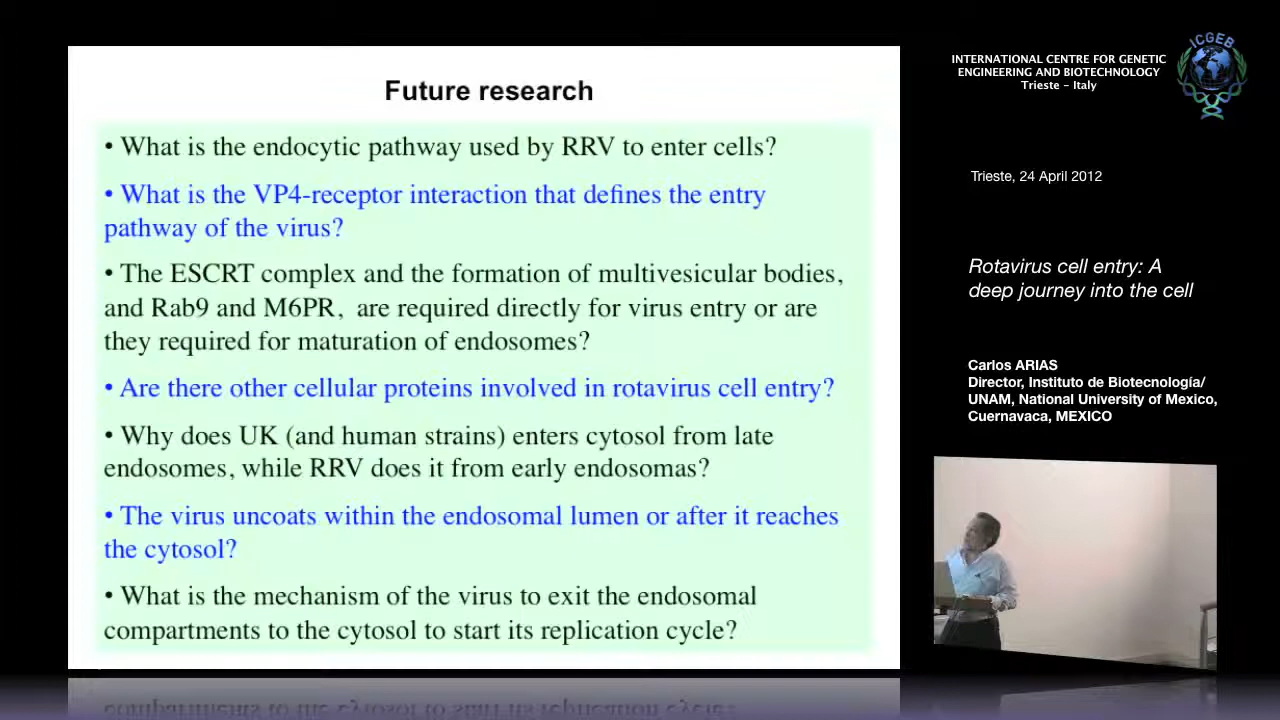 Future research
• What is the endocytic pathway used by RRV to enter cells?
• What is the VP4-receptor interaction that defines the entry
pathway of the virus?
• The ESCRT complex and the formation of multivesicular bodies,
and Rab9 and M6PR, are required directly for virus entry or are
they required for maturation of endosomes?
• Are there other cellular proteins involved in rotavirus cell entry?
• Why does UK (and human strains) enters cytosol from late
endosomes, while RRV does it from early endosomas?
• The virus uncoats within the endosomal lumen or after it reaches
the cytosol?
• What is the mechanism of the virus to exit the endosomal
compartments to the cytosol to start its replication cycle?
INTERNATIONAL CENTRE FOR GENETIC
ENGINEERING AND BIOTECHNOLOGY
Trieste - Italy
ICGEB
Trieste, 24 April 2012
Rotavirus cell entry: A
deep journey into the cell
Carlos ARIAS
Director, Instituto de Biotecnología/
UNAM, National University of Mexico,
Cuernavaca, MEXICO